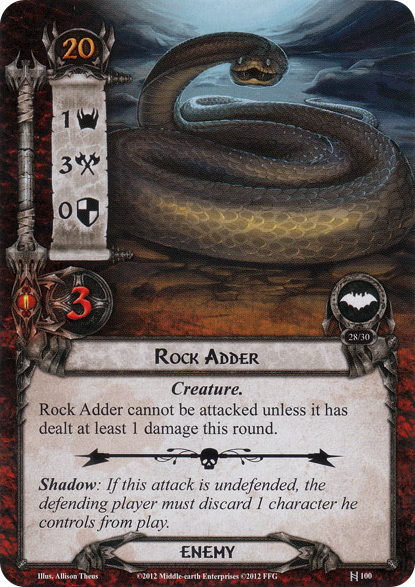 20
1
3
0
3
28/30
Rock Adder
Creature.
Rock Adder cannot be attacked unless it has
dealt at least 1 damage this round.
Shadow: If this attack is undefended, the
defending player must discard 1 character he
controls from play.
ENEMY
Illus. Allison Theus ©2012 Middle-earth Enterprises ©2012 FFG 100